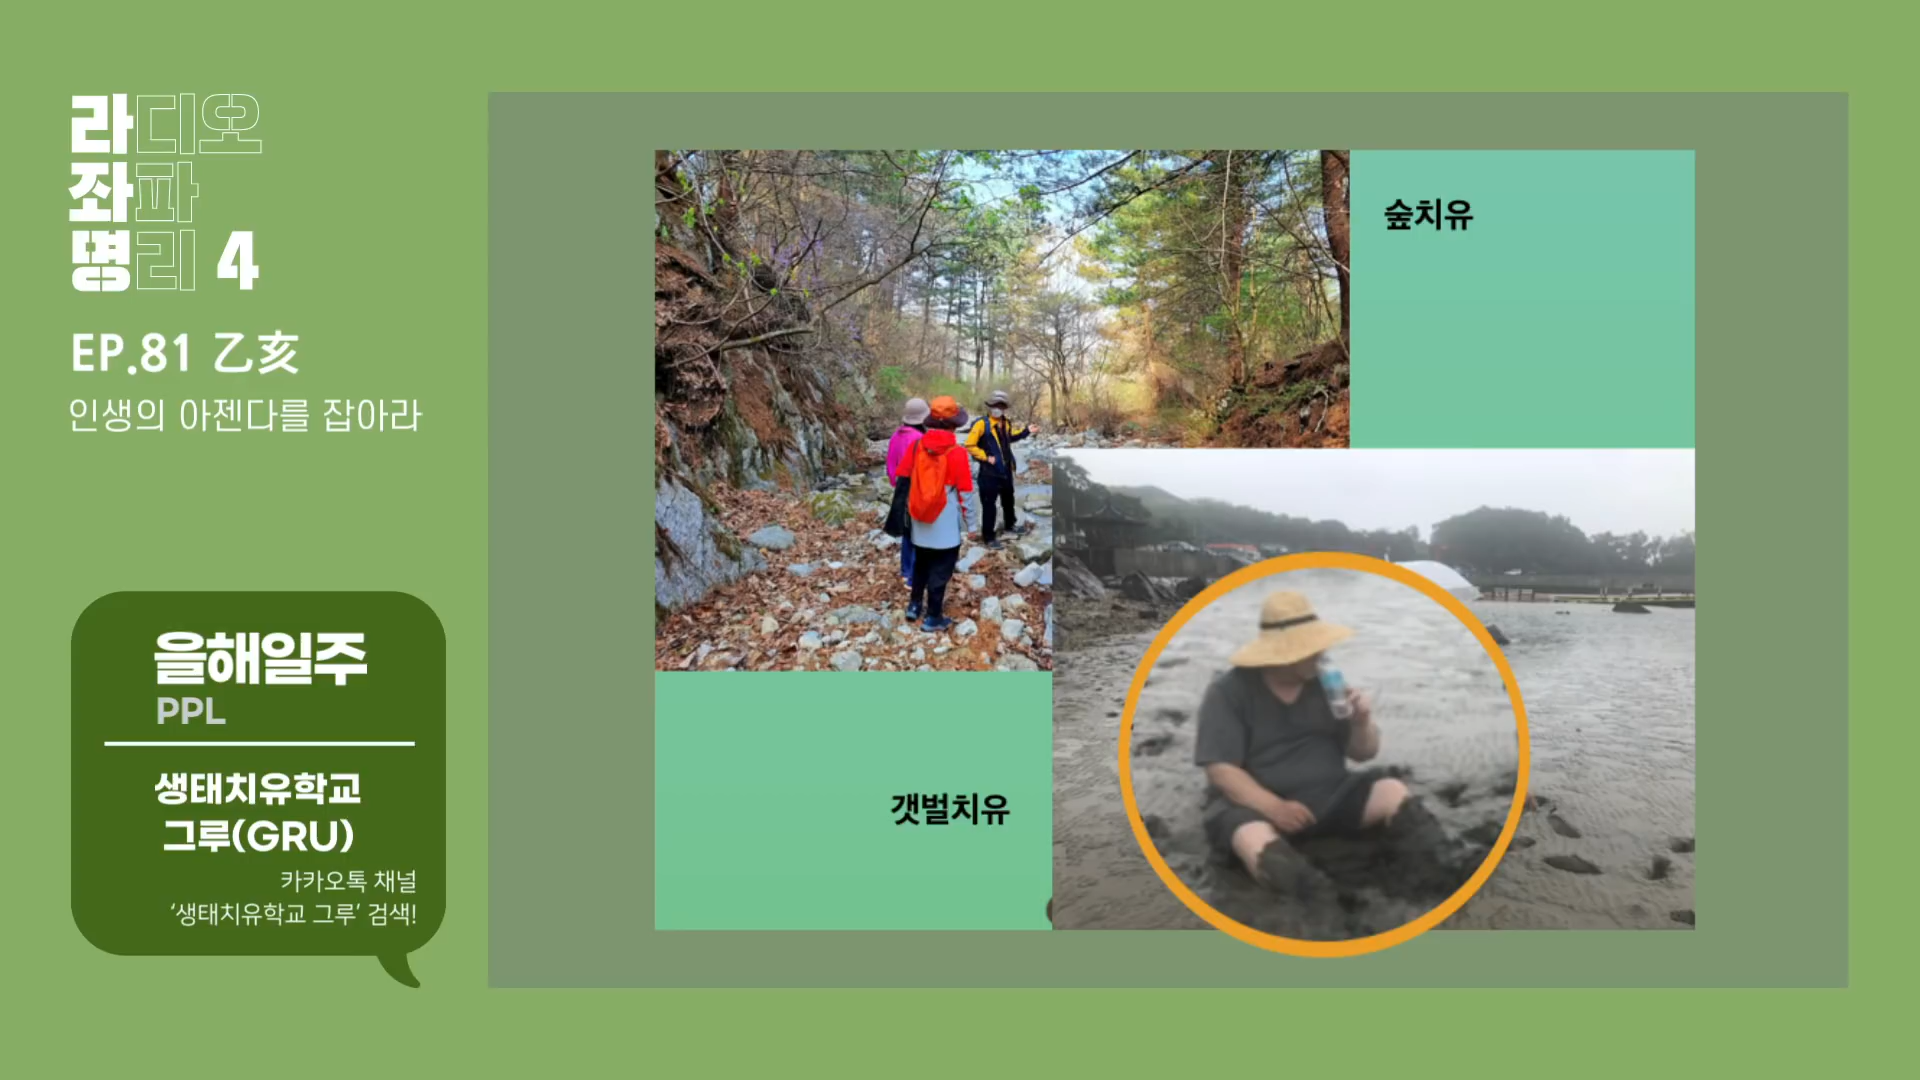 라디오
좌파
명리 4
EP.81 乙亥
인생의 아젠다를 잡아라
을해일주
PPL
생태치유학교
그루(GRU)
카카오톡 채널
‘생태치유학교 그루’ 검색!
숲치유
갯벌치유